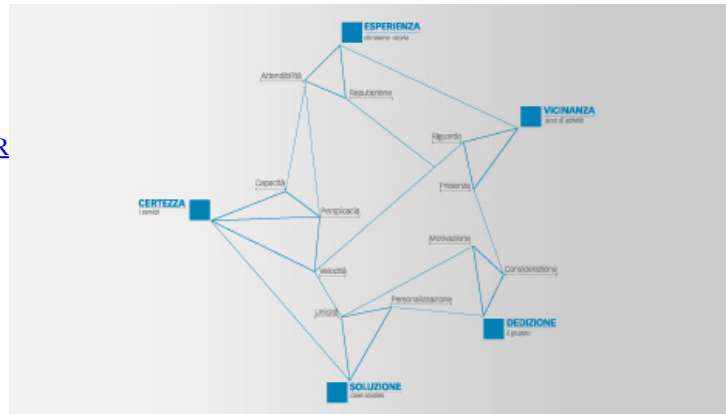 ESPERIENZA
chi siamo · storia
Attendibilità
Reputazione
VICINANZA
aree di attività
Riguardo
R
Capacità
Presenza
CERTEZZA
i servizi
Perspicacia
Motivazione
Velocità
Considerazione
Personalizzazione
Unicità
DEDIZIONE
il gruppo
SOLUZIONE
case studies